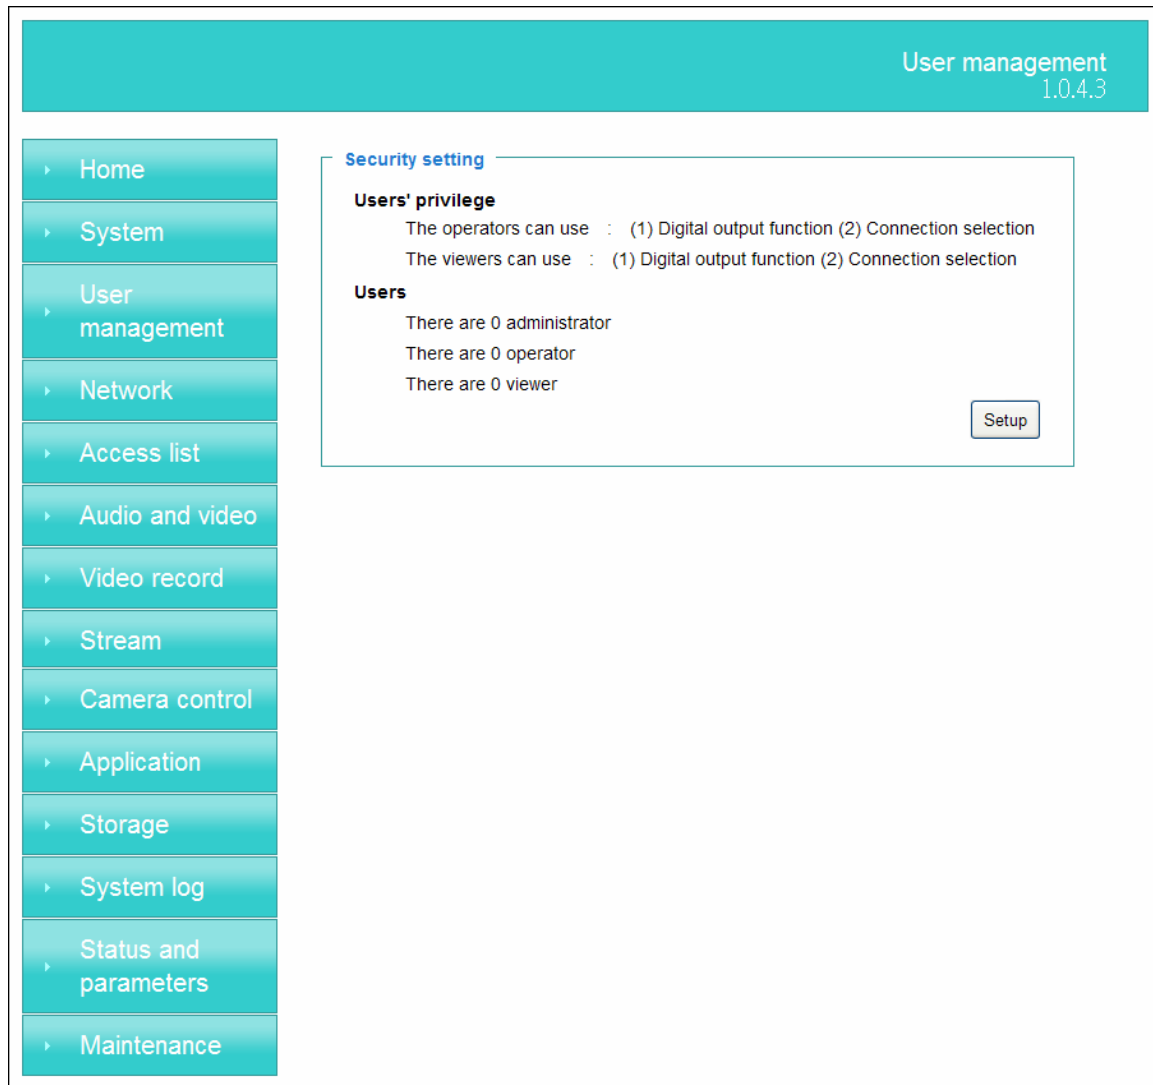 User management
1.0.4.3
Home
System
User
management
Network
Access list
Audio and video
Video record
Stream
Camera control
Application
Storage
System log
Status and
parameters
Maintenance
Security setting
Users' privilege
The operators can use : (1) Digital output function (2) Connection selection
The viewers can use : (1) Digital output function (2) Connection selection
Users
There are 0 administrator
There are 0 operator
There are 0 viewer
Setup